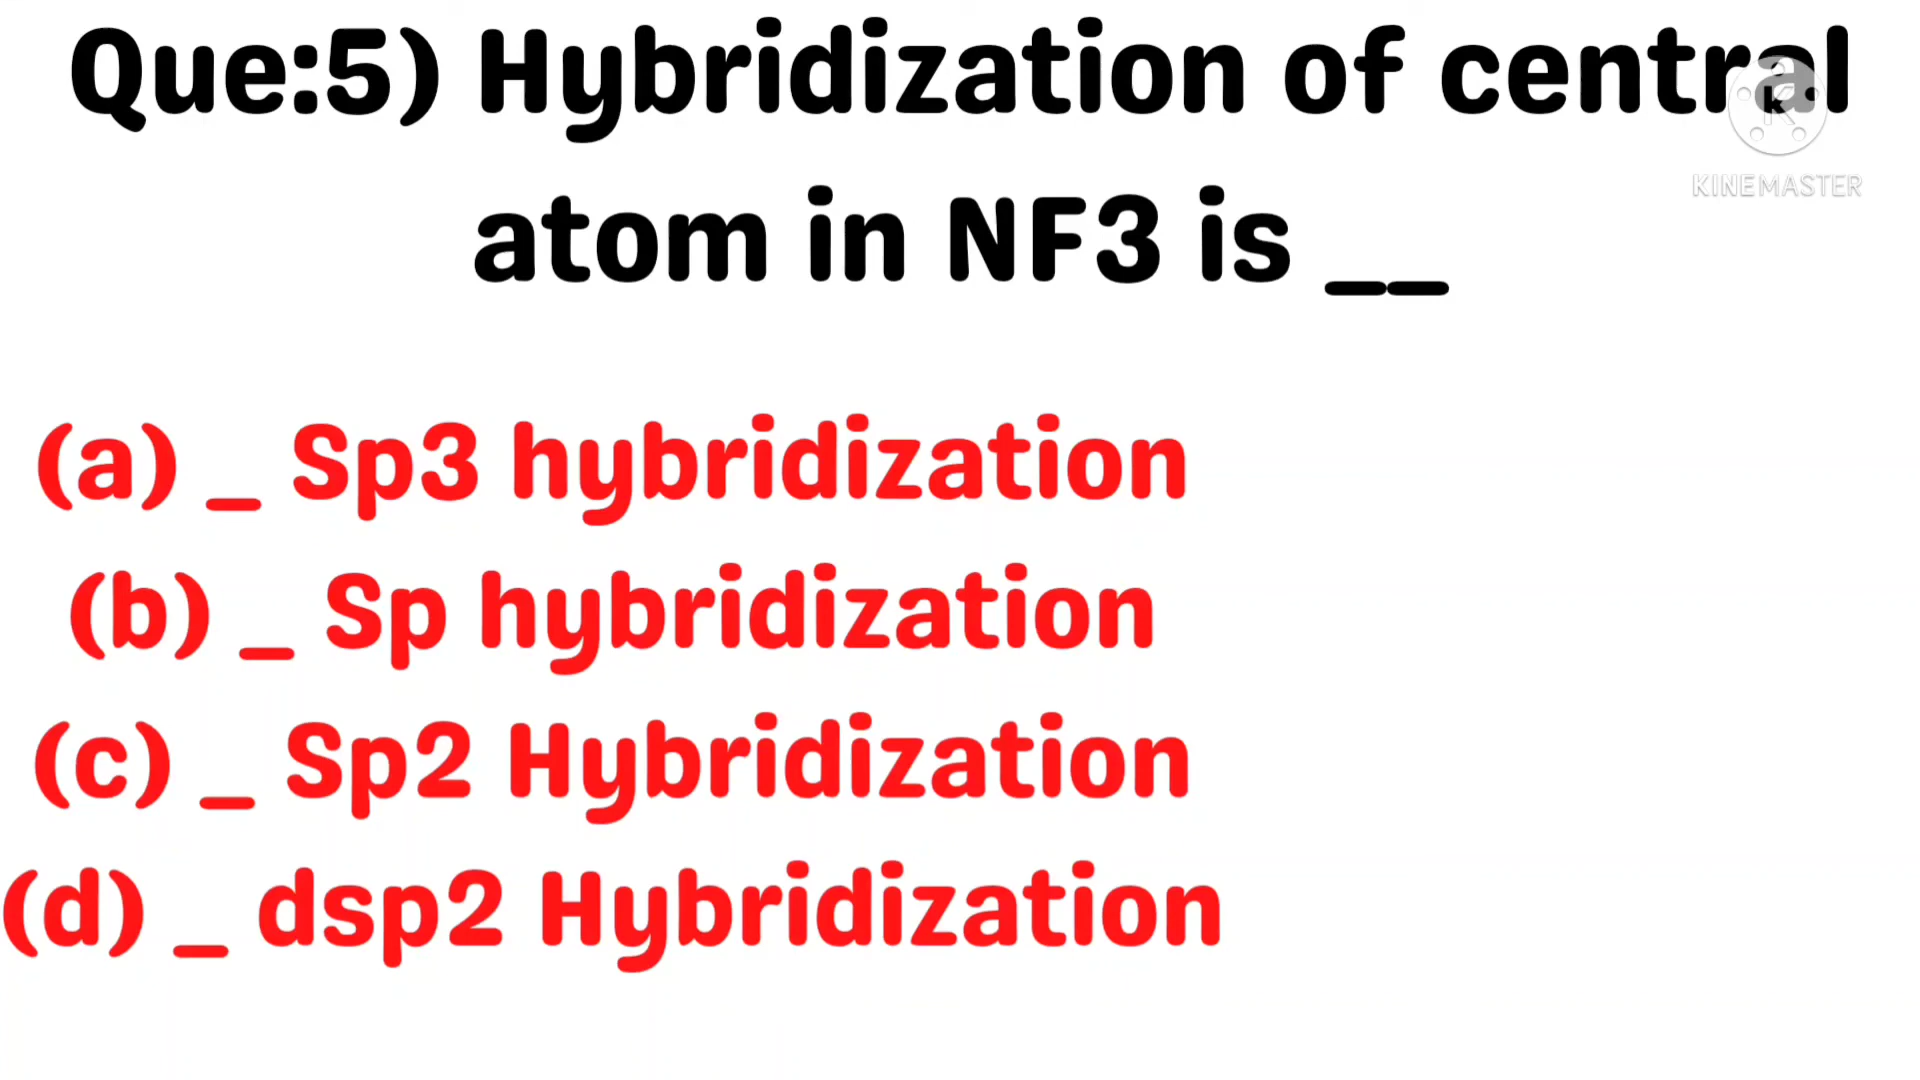 Que:5) Hybridization of central
KINEMASTER
atom in NF3 is __
(a) _ Sp3 hybridization
(b) _ Sp hybridization
(c) _ Sp2 Hybridization
(d) _ dsp2 Hybridization